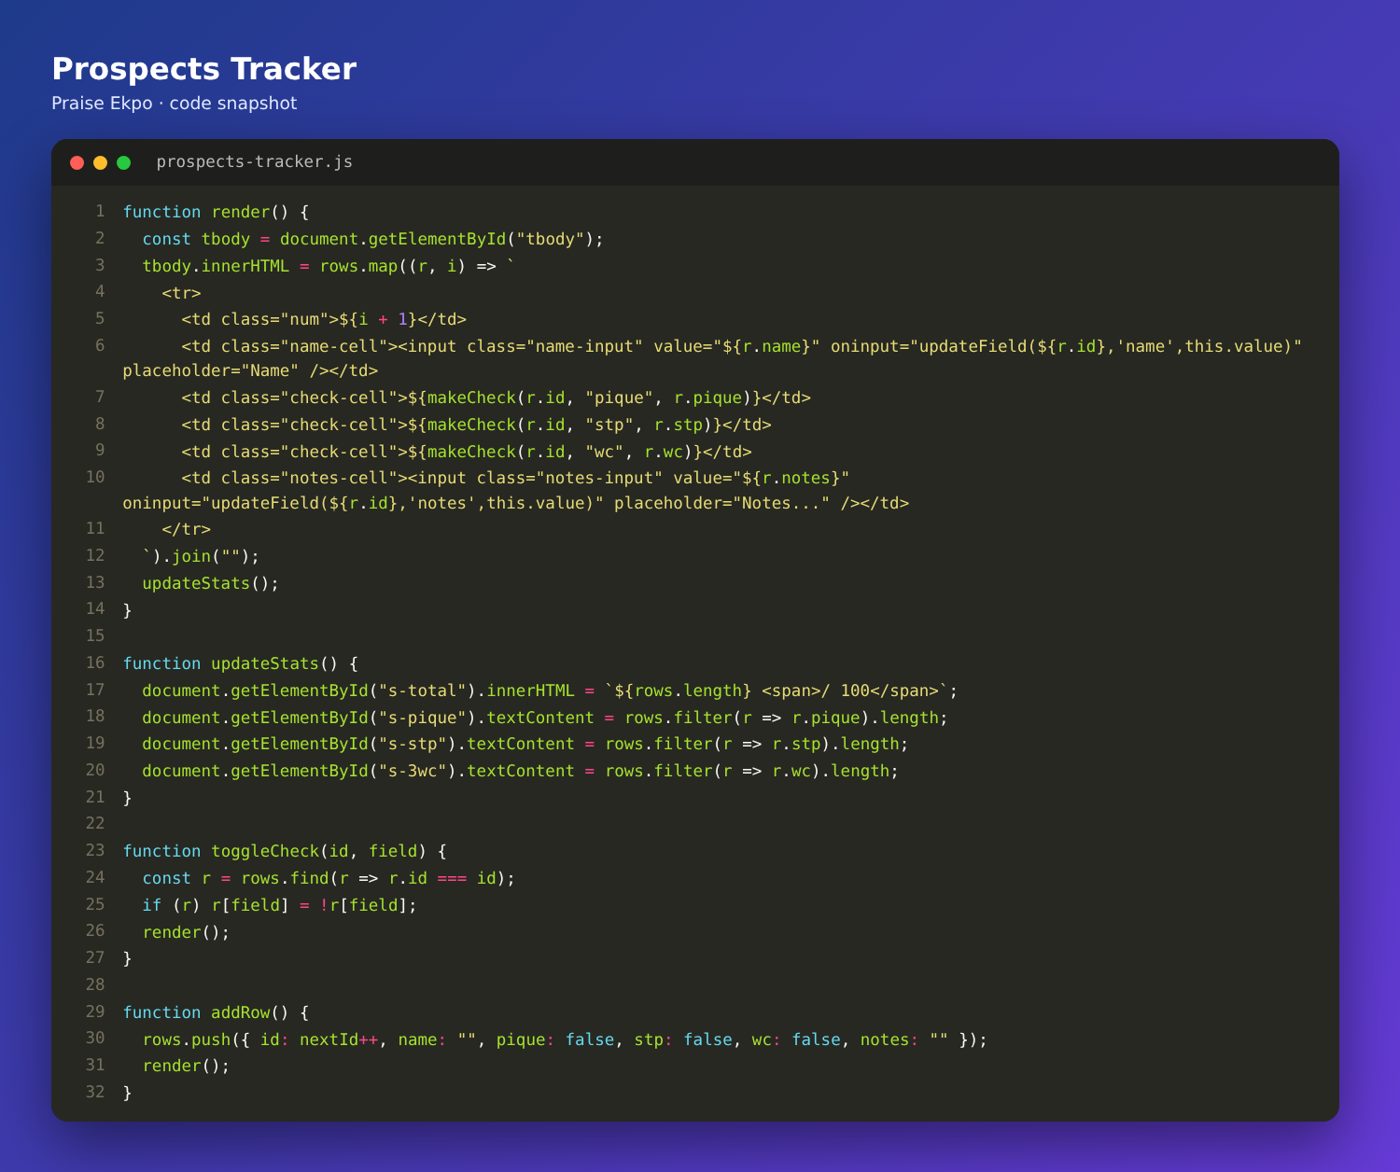 Prospects Tracker
Praise Ekpo · code snapshot
prospects-tracker.js
1 function render() {
2   const tbody = document.getElementById("tbody");
3   tbody.innerHTML = rows.map((r, i) => `
4     <tr>
5       <td class="num">${i + 1}</td>
6       <td class="name-cell"><input class="name-input" value="${r.name}" oninput="updateField(${r.id},'name',this.value)"
placeholder="Name" /></td>
7       <td class="check-cell">${makeCheck(r.id, "pique", r.pique)}</td>
8       <td class="check-cell">${makeCheck(r.id, "stp", r.stp)}</td>
9       <td class="check-cell">${makeCheck(r.id, "wc", r.wc)}</td>
10       <td class="notes-cell"><input class="notes-input" value="${r.notes}"
oninput="updateField(${r.id},'notes',this.value)" placeholder="Notes..." /></td>
11     </tr>
12   `).join("");
13   updateStats();
14 }
15
16 function updateStats() {
17   document.getElementById("s-total").innerHTML = `${rows.length} <span>/ 100</span>`;
18   document.getElementById("s-pique").textContent = rows.filter(r => r.pique).length;
19   document.getElementById("s-stp").textContent = rows.filter(r => r.stp).length;
20   document.getElementById("s-3wc").textContent = rows.filter(r => r.wc).length;
21 }
22
23 function toggleCheck(id, field) {
24   const r = rows.find(r => r.id === id);
25   if (r) r[field] = !r[field];
26   render();
27 }
28
29 function addRow() {
30   rows.push({ id: nextId++, name: "", pique: false, stp: false, wc: false, notes: "" });
31   render();
32 }